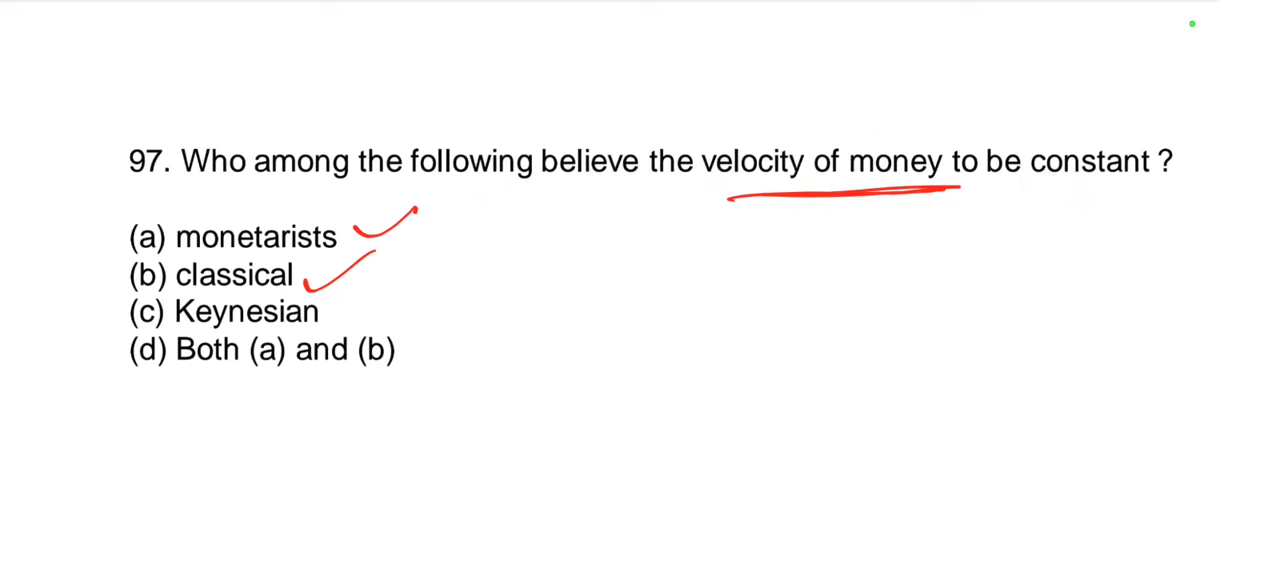 97. Who among the following believe the velocity of money to be constant ?
(a) monetarists
(b) classical
(c) Keynesian
(d) Both (a) and (b)